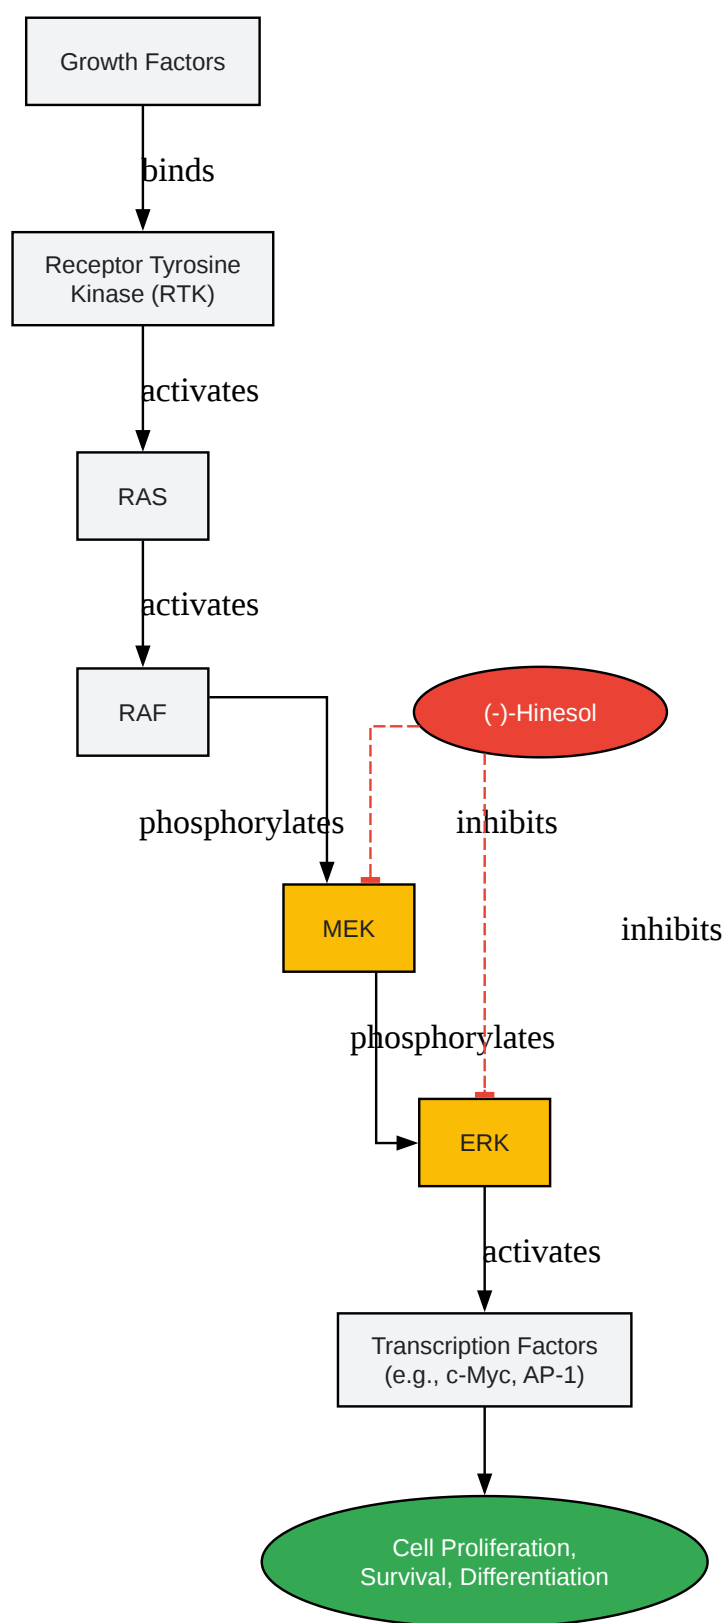 Growth Factors
binds
Receptor Tyrosine
Kinase (RTK)
activates
RAS
activates
RAF
(-)-Hinesol
phosphorylates
inhibits
MEK
inhibits
phosphorylates
ERK
activates
Transcription Factors
(e.g., c-Myc, AP-1)
Cell Proliferation,
Survival, Differentiation